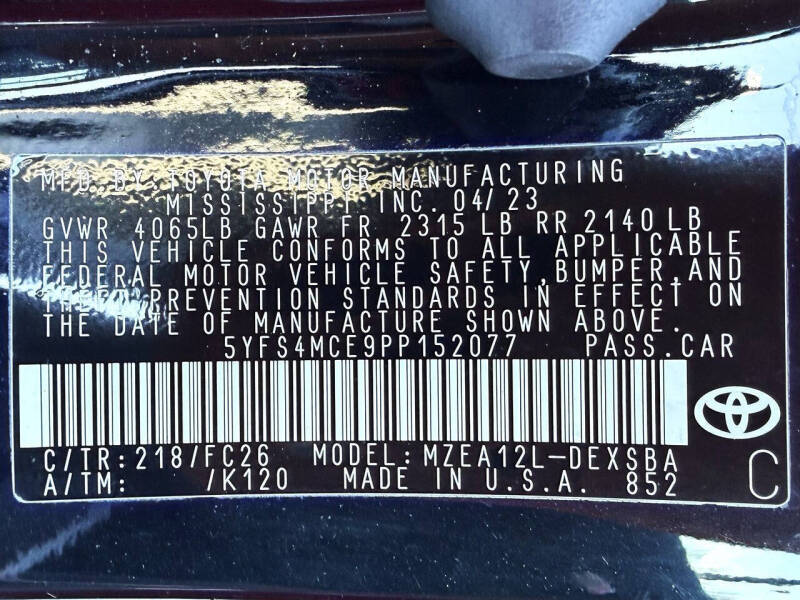 MFD. BY: TOYOTA MOTOR MANUFACTURING
MISSISSIPPI, INC. 04/23
GVWR 4065LB GAWR FR 2315 LB RR 2140 LB
THIS VEHICLE CONFORMS TO ALL APPLICABLE
FEDERAL MOTOR VEHICLE SAFETY, BUMPER, AND
THEFT PREVENTION STANDARDS IN EFFECT ON
THE DATE OF MANUFACTURE SHOWN ABOVE.
5YFS4MCE9PP152077 PASS.CAR
C/TR:218/FC26 MODEL: MZEA12L-DEXSBA
A/TM: /K120 MADE IN U.S.A. 852 C